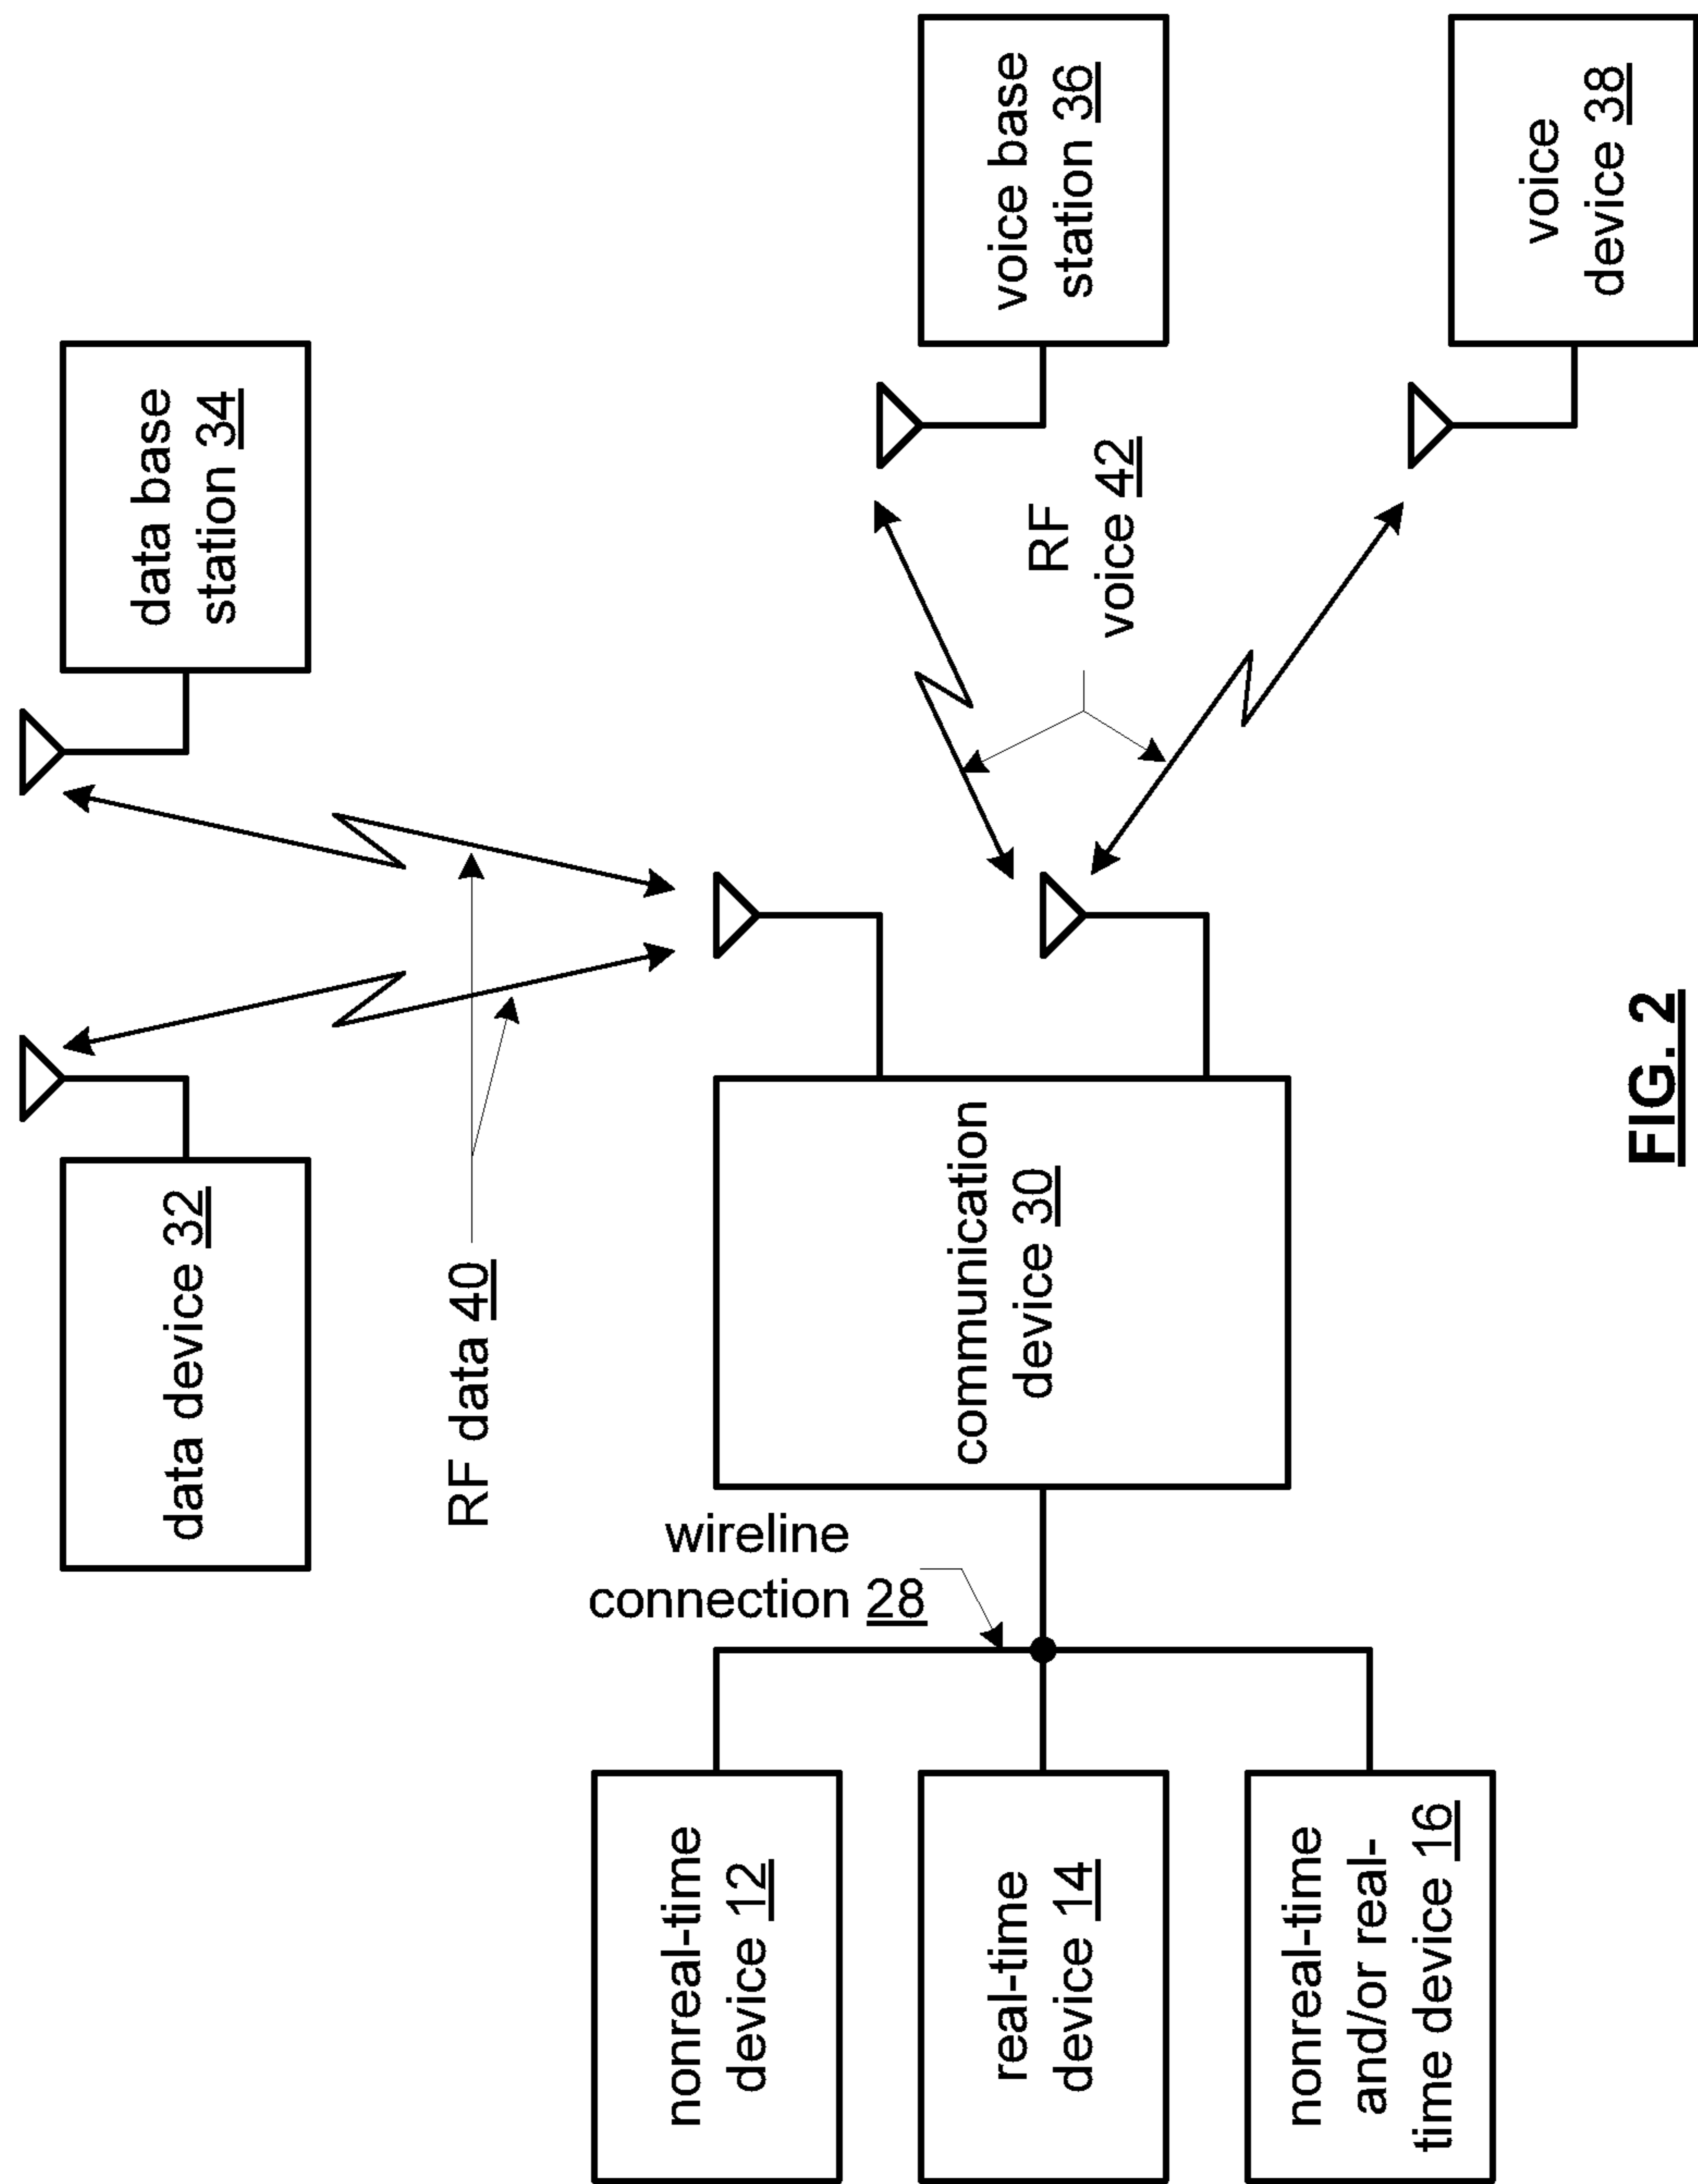 data device 32
data base
station 34
RF data 40
wireline
connection 28
nonreal-time
device 12
real-time
device 14
nonreal-time
and/or real-
time device 16
communication
device 30
RF
voice 42
voice base
station 36
voice
device 38
FIG. 2